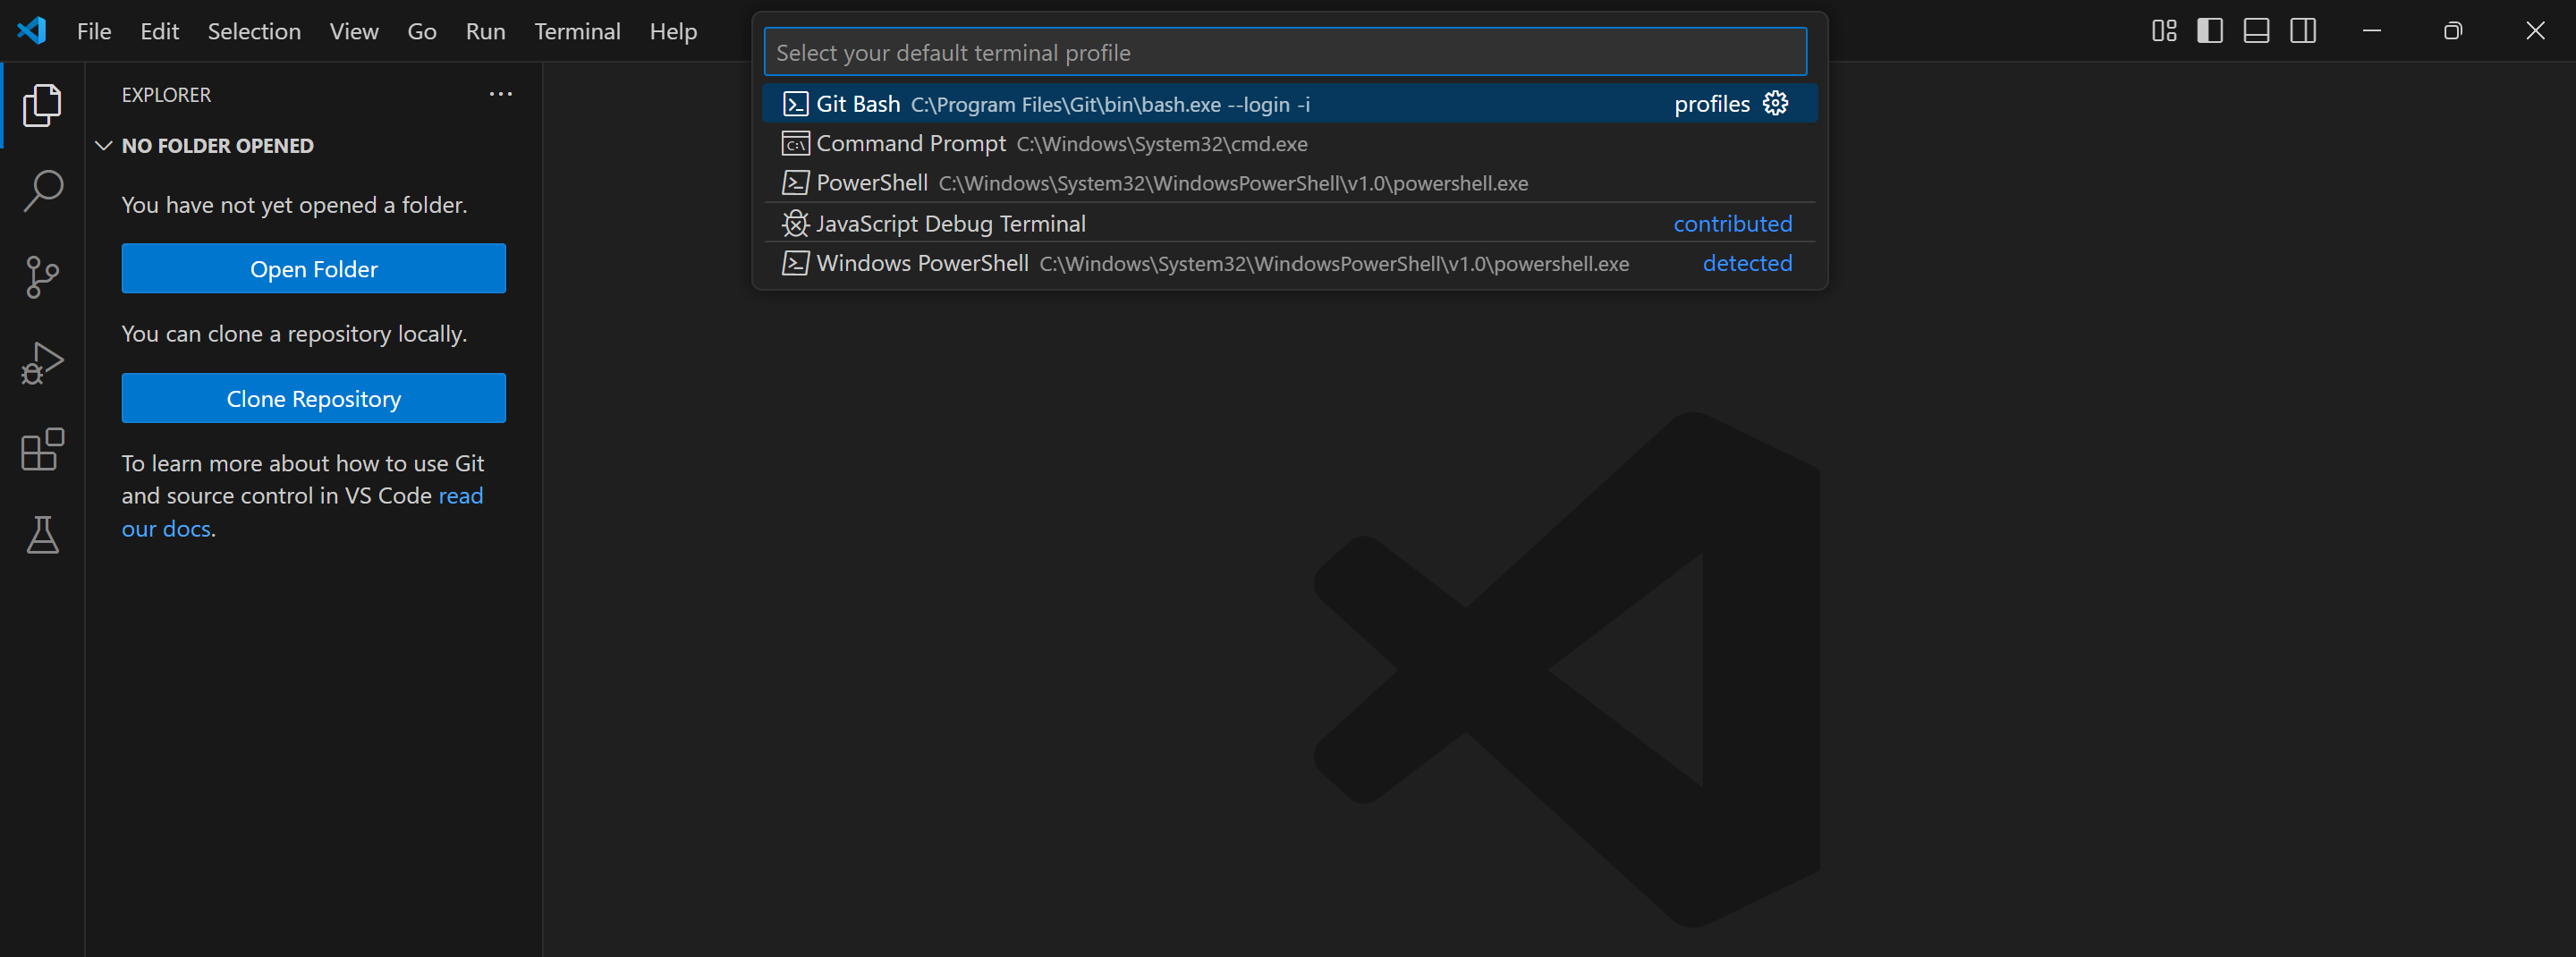 File Edit Selection View Go Run Terminal Help
Select your default terminal profile
Git Bash C:\Program Files\Git\bin\bash.exe --login -i profiles
C:\ Command Prompt C:\Windows\System32\cmd.exe
PowerShell C:\Windows\System32\WindowsPowerShell\v1.0\powershell.exe
JavaScript Debug Terminal contributed
Windows PowerShell C:\Windows\System32\WindowsPowerShell\v1.0\powershell.exe detected
EXPLORER
NO FOLDER OPENED
You have not yet opened a folder.
Open Folder
You can clone a repository locally.
Clone Repository
To learn more about how to use Git
and source control in VS Code read
our docs.